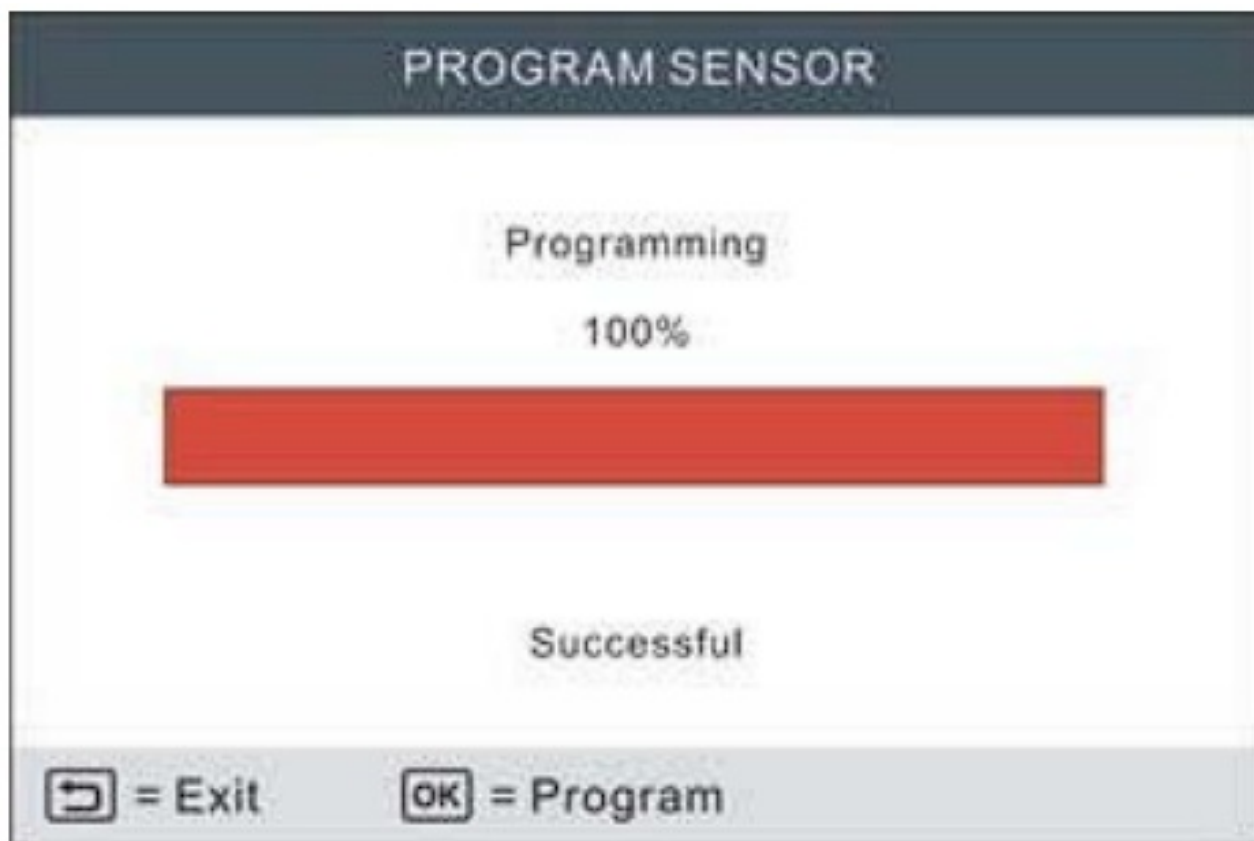 PROGRAM SENSOR
Programming
100%
Successful
= Exit OK = Program